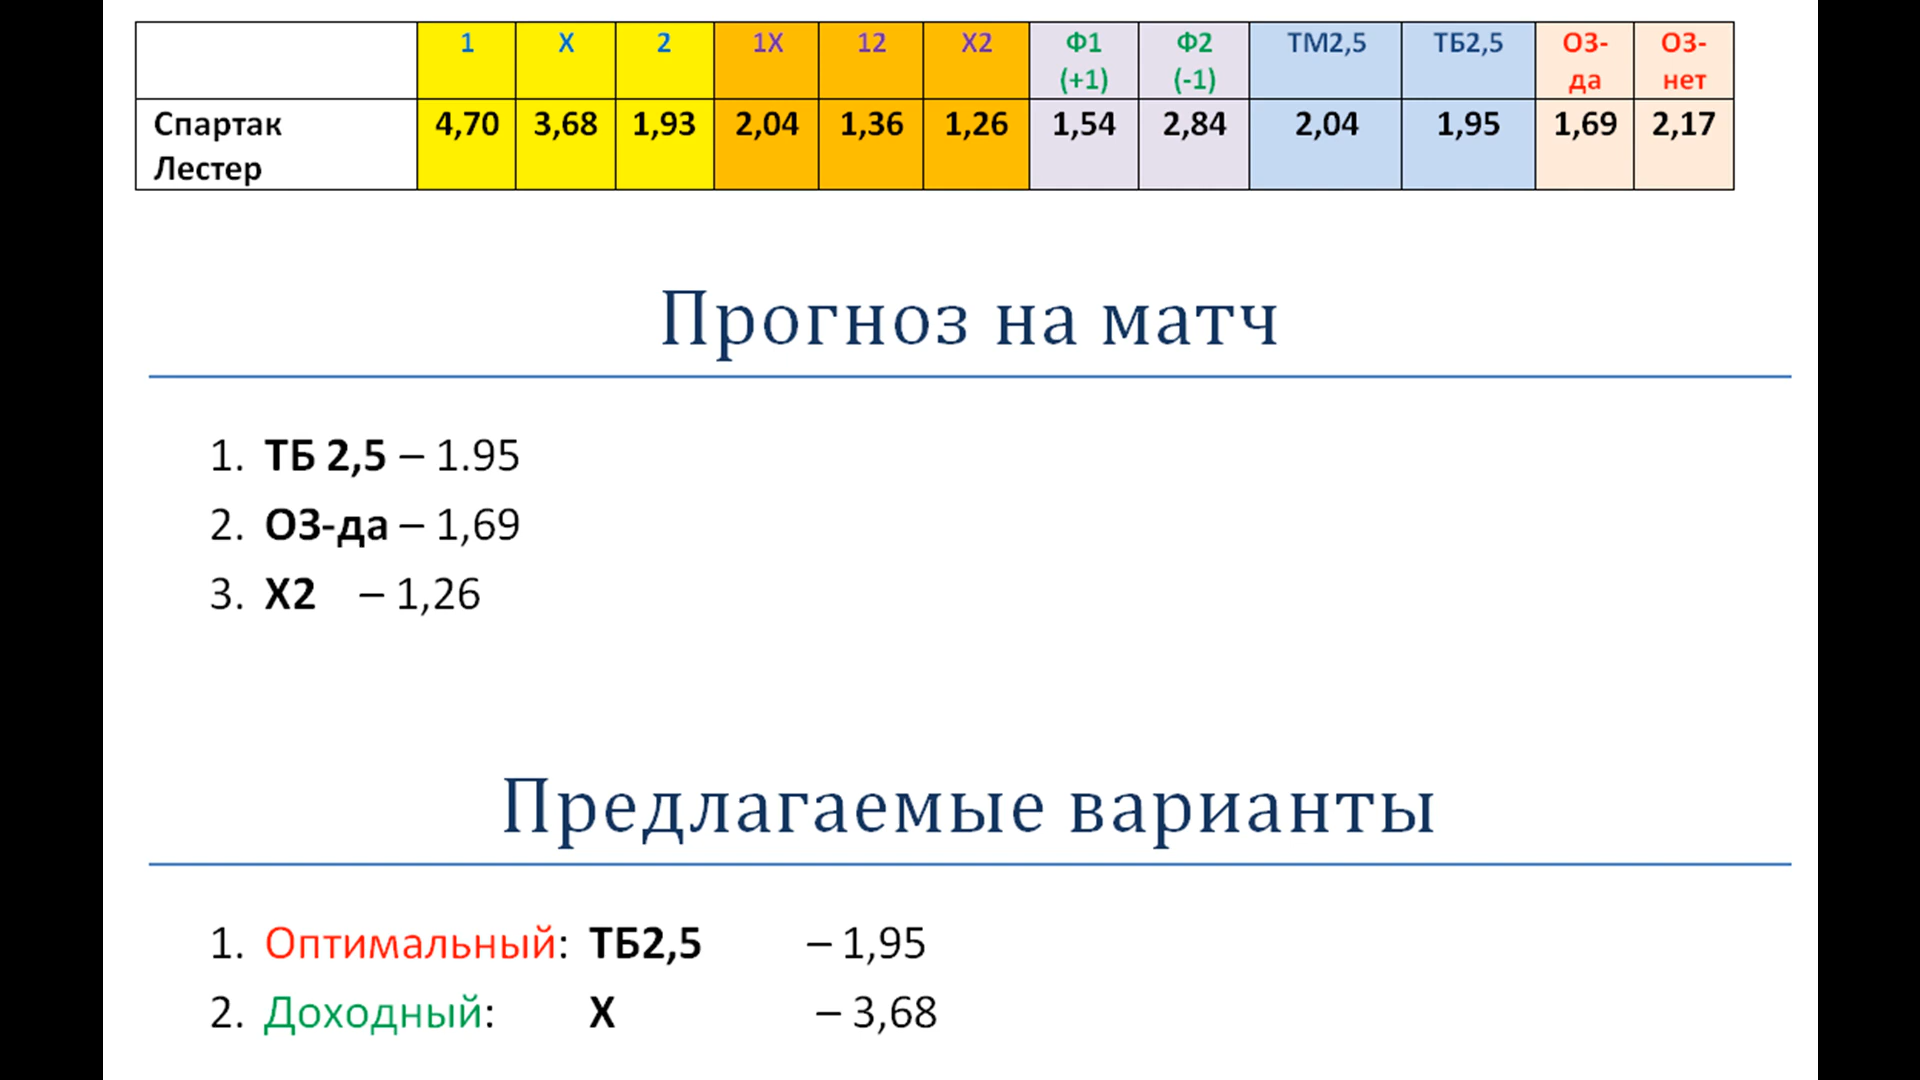 1 X 2 1X 12 X2 Ф1 Ф2 ТМ2,5 ТБ2,5 ОЗ- ОЗ-
(+1) (-1) да нет
Спартак 4,70 3,68 1,93 2,04 1,36 1,26 1,54 2,84 2,04 1,95 1,69 2,17
Лестер
Прогноз на матч
1. ТБ 2,5 – 1.95
2. ОЗ-да – 1,69
3. Х2 – 1,26
Предлагаемые варианты
1. Оптимальный: ТБ2,5 – 1,95
2. Доходный: Х – 3,68